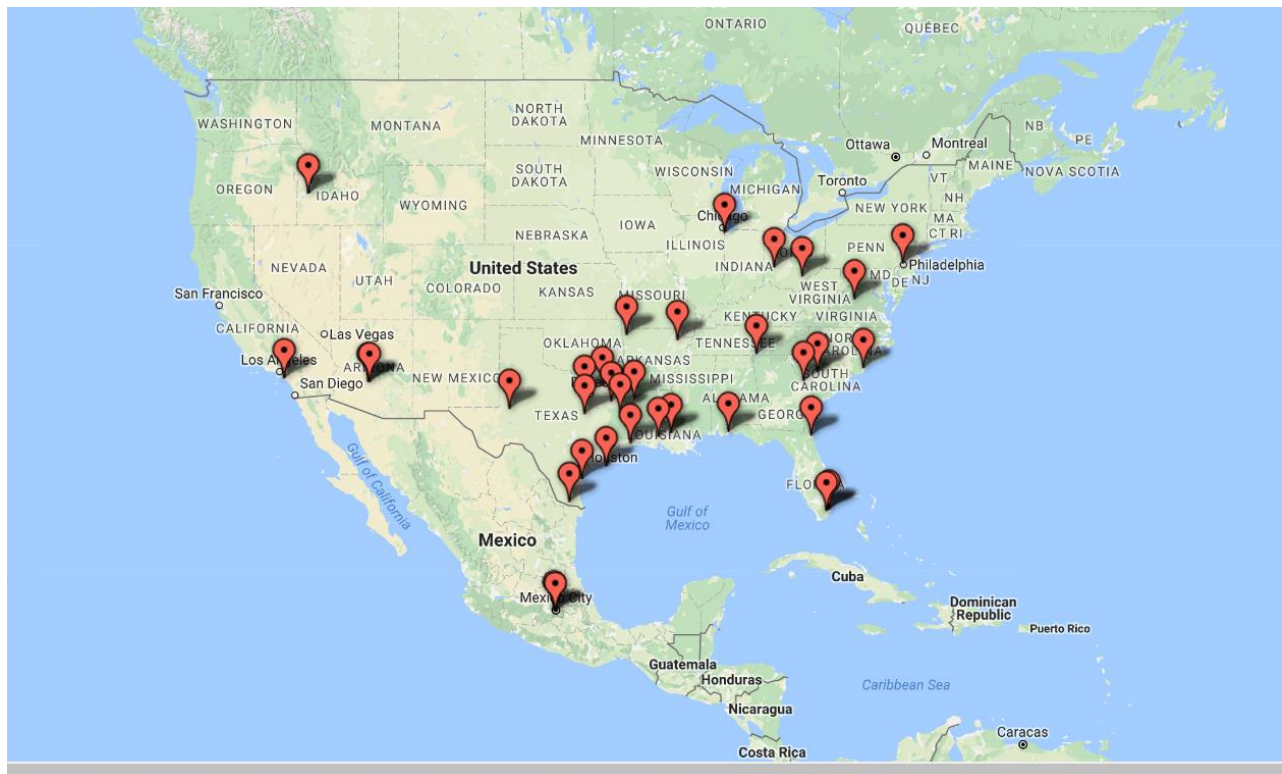 ONTARIO
QUÉBEC
WASHINGTON
MONTANA
NORTH
DAKOTA
MINNESOTA
NB
PE
Ottawa
Montreal
MAINE
NOVA SCOTIA
OREGON
IDAHO
SOUTH
DAKOTA
WISCONSIN
MICHIGAN
Toronto
VT
NH
WYOMING
NEW YORK
MA
CT RI
Chicago
IOWA
NEBRASKA
ILLINOIS
INDIANA
PENN
Philadelphia
NEVADA
UTAH
COLORADO
United States
KANSAS
MISSOURI
WEST
VIRGINIA
MD
DE
NJ
San Francisco
CALIFORNIA
Las Vegas
KENTUCKY
VIRGINIA
OKLAHOMA
TENNESSEE
NORTH
CAROLINA
Los Angeles
ARIZONA
NEW MEXICO
ARKANSAS
MISSISSIPPI
SOUTH
CAROLINA
San Diego
TEXAS
ALABAMA
GEORG
LOUISIANA
Houston
FLORIDA
Gulf of California
Gulf of
Mexico
Mexico
Mexico City
Cuba
Dominican
Republic
Puerto Rico
Guatemala
Honduras
Caribbean Sea
Nicaragua
Caracas
Costa Rica